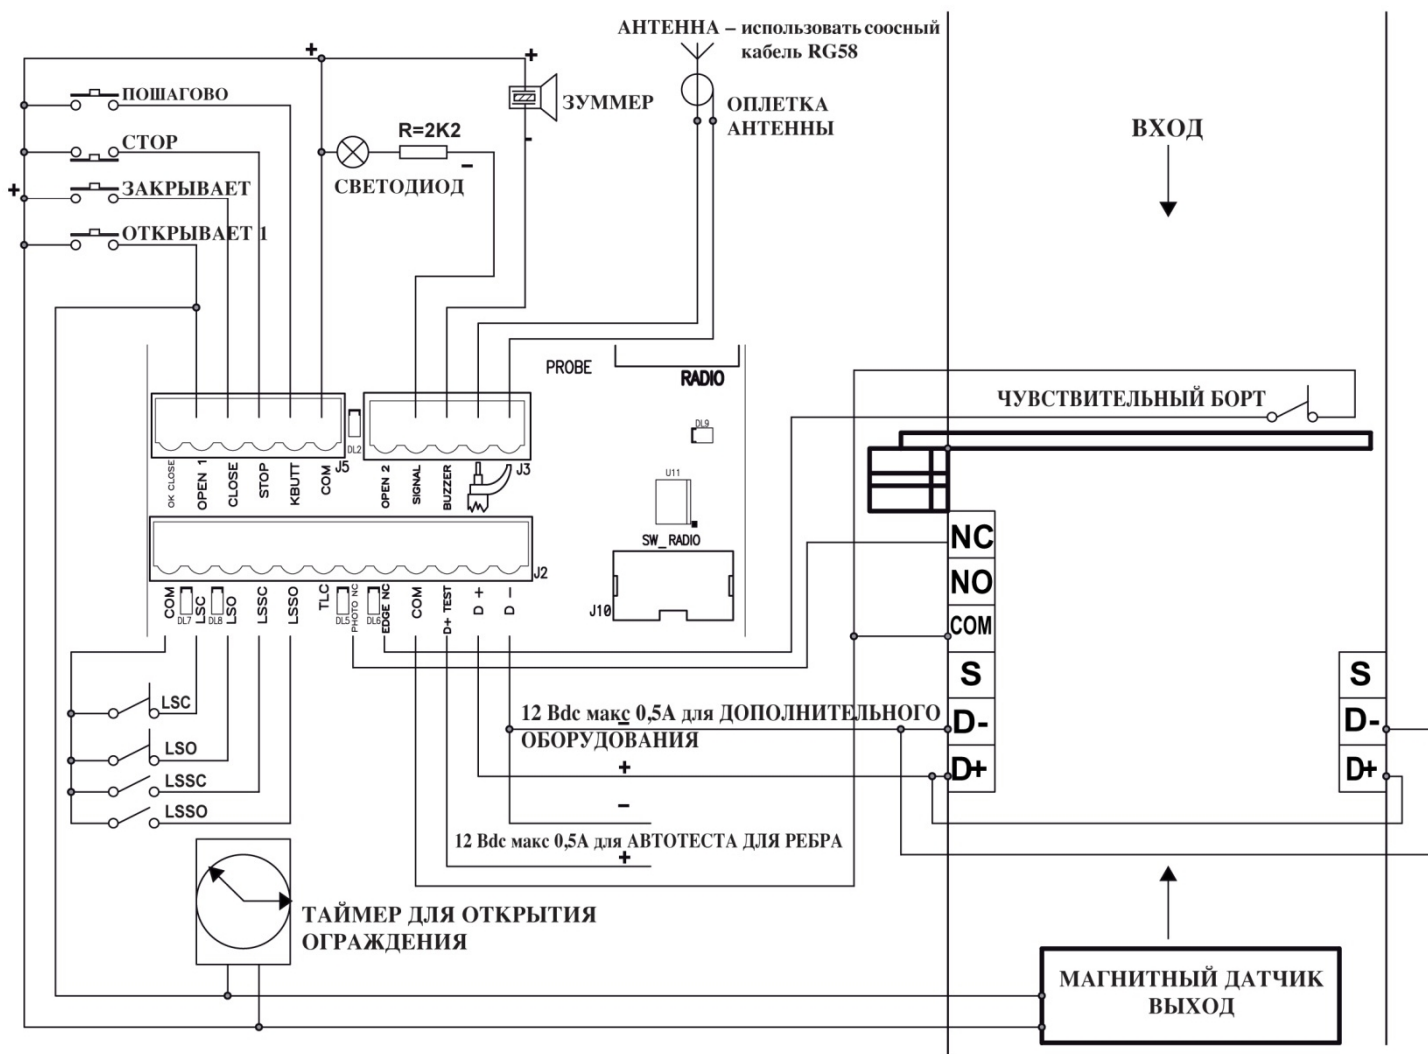 АНТЕННА – использовать соосный
кабель RG58
+
+
ПОШАГОВО
ЗУММЕР
ОПЛЕТКА
АНТЕННЫ
ВХОД
R=2K2
-
СТОР
–
СВЕТОДИОД
+
ЗАКРЫВАЕТ
ОТКРЫВАЕТ 1
PROBE
RADIO
ЧУВСТВИТЕЛЬНЫЙ БОРТ
DL9
DL2
J5
J3
OK CLOSE
OPEN 1
CLOSE
STOP
KBUTT
COM
OPEN 2
SIGNAL
BUZZER
U11
SW_RADIO
J2
J10
COM
DL7
LSC
DL8
LSO
LSSC
LSSO
TLC
DL5
PHOTO NC
DL6
EDGE NC
COM
D+ TEST
D +
D –
NC
NO
COM
S
D-
D+
S
D-
D+
LSC
LSO
LSSC
LSSO
12 Bdc макс 0,5А для ДОПОЛНИТЕЛЬНОГО
–
ОБОРУДОВАНИЯ
+
–
12 Bdc макс 0,5А для АВТОТЕСТА ДЛЯ РЕБРА
+
ТАЙМЕР ДЛЯ ОТКРЫТИЯ
ОГРАЖДЕНИЯ
МАГНИТНЫЙ ДАТЧИК
ВЫХОД